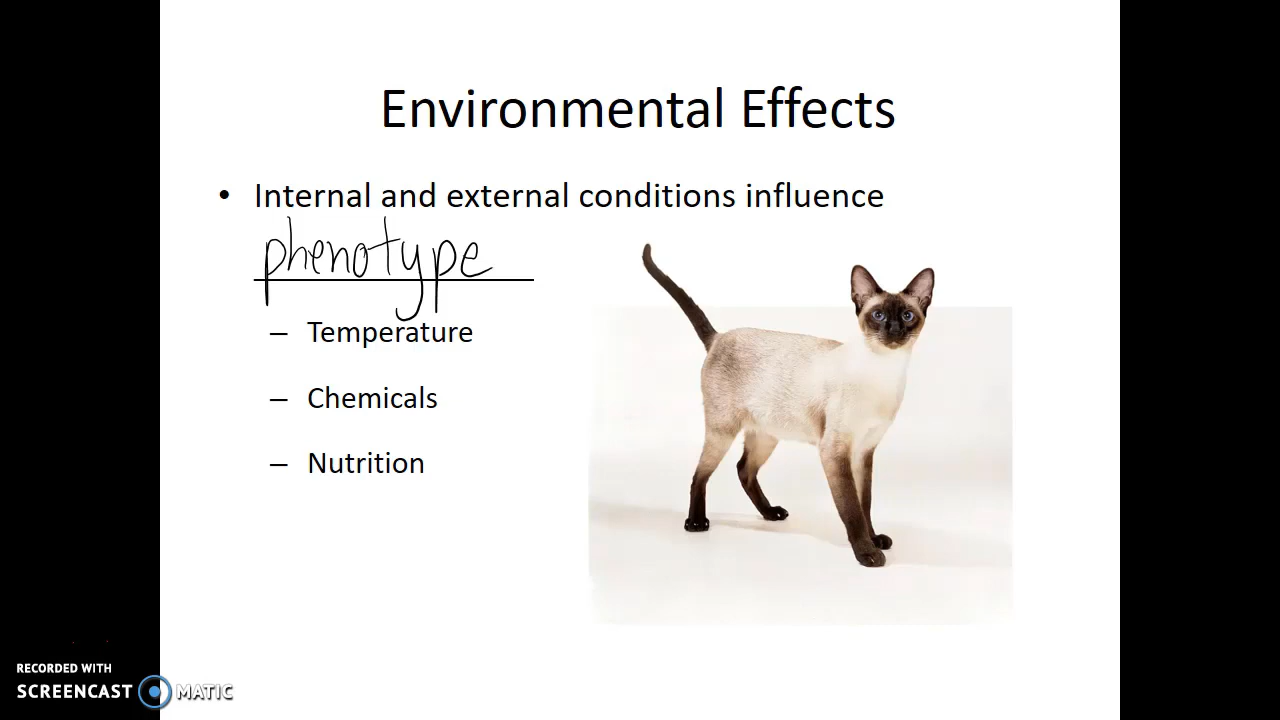 Environmental Effects
• Internal and external conditions influence
phenotype
– Temperature
– Chemicals
– Nutrition
RECORDED WITH
SCREENCAST MATIC